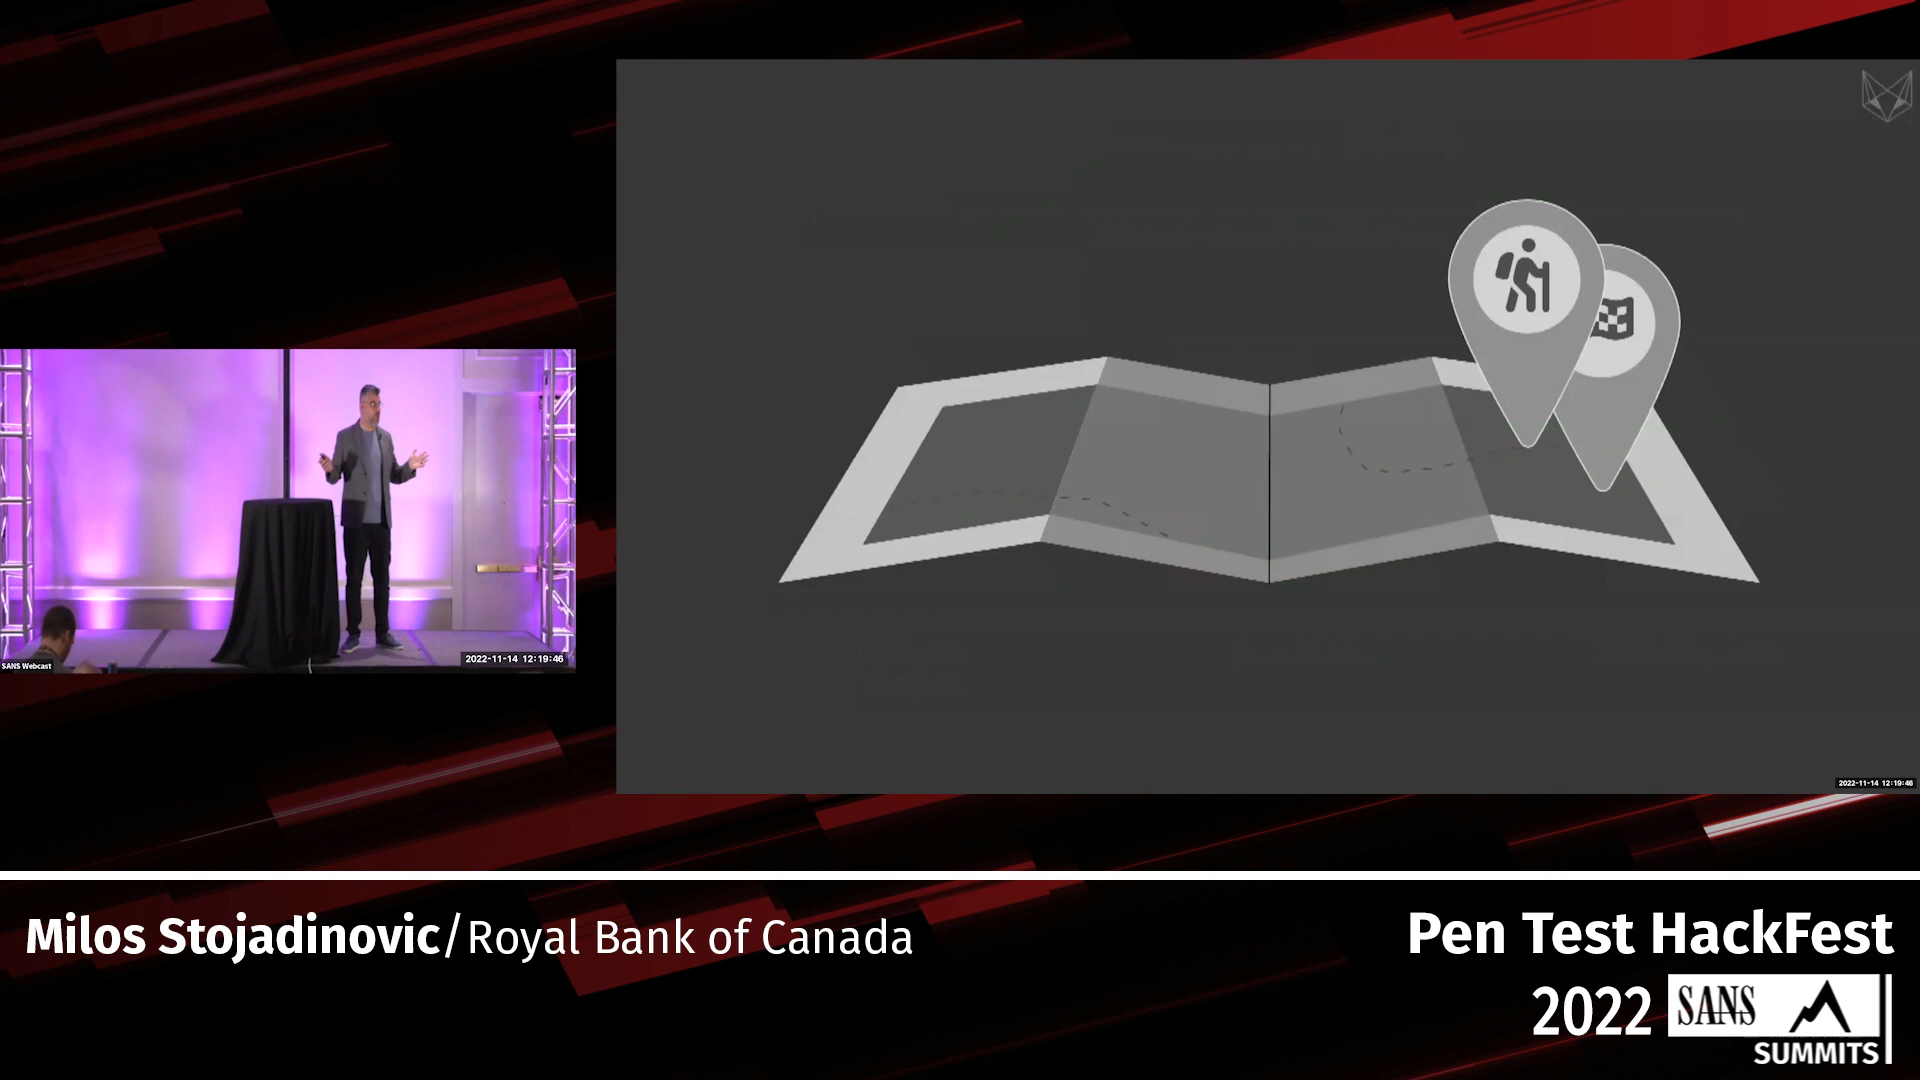 SANS Webcast
2022-11-14 12:19:46
2022-11-14 12:19:46
Milos Stojadinovic/Royal Bank of Canada
Pen Test HackFest
2022
SANS
SUMMITS